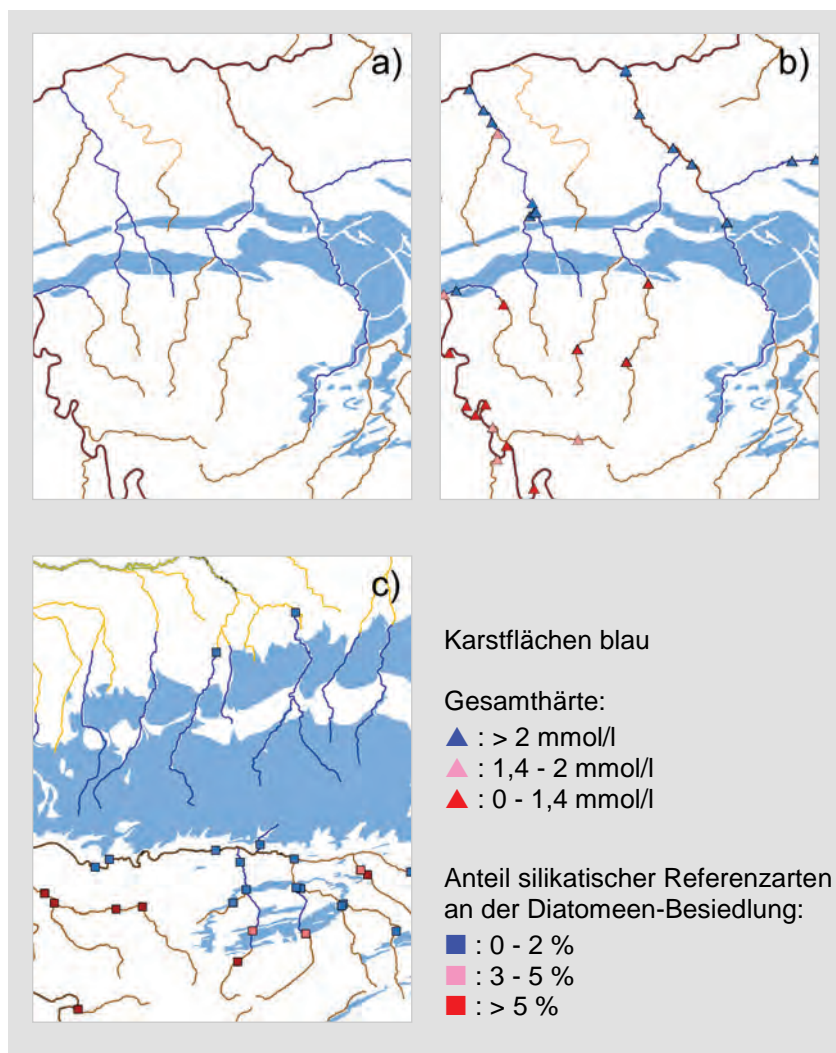 a)
b)
c)
Karstflächen blau
Gesamthärte:
: > 2 mmol/l
: 1,4 - 2 mmol/l
: 0 - 1,4 mmol/l
Anteil silikatischer Referenzarten
an der Diatomeen-Besiedlung:
: 0 - 2 %
: 3 - 5 %
: > 5 %